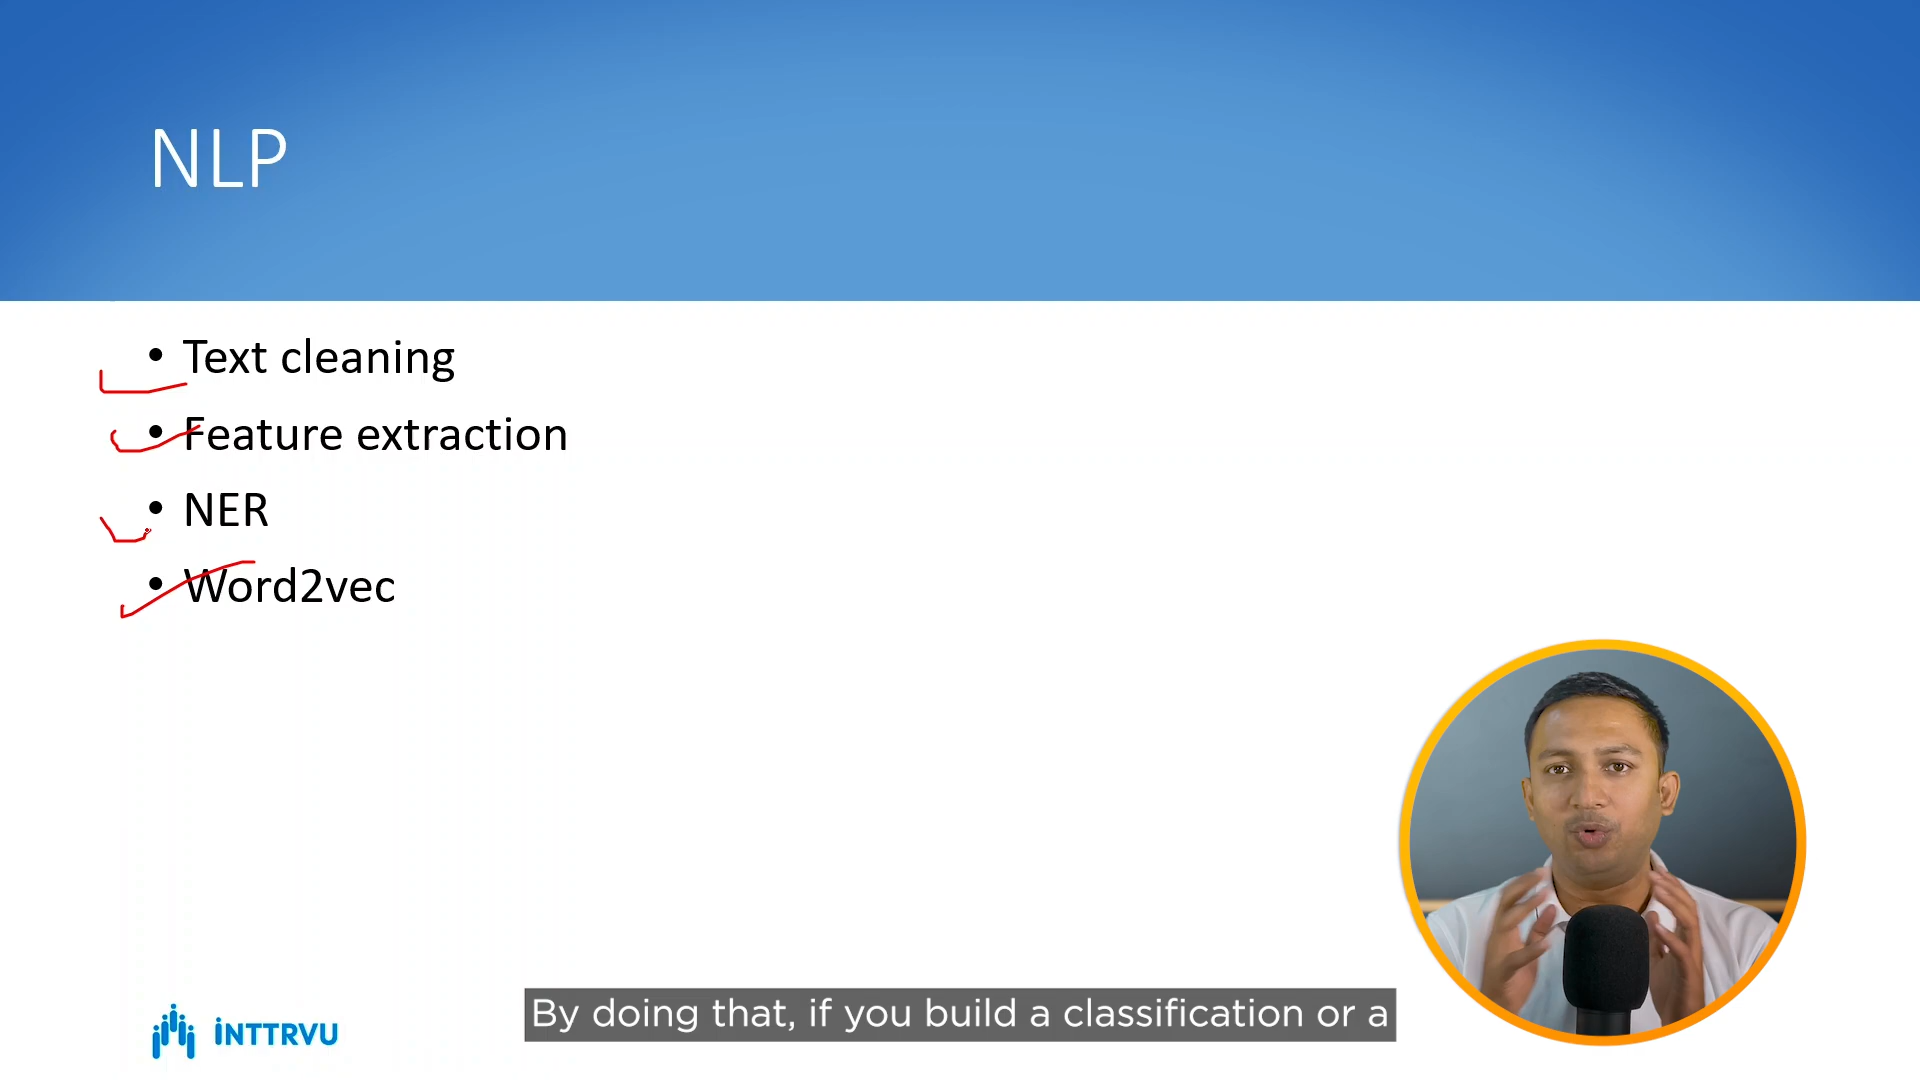 NLP
• Text cleaning
• Feature extraction
• NER
• Word2vec
By doing that, if you build a classification or a
INTTRVU